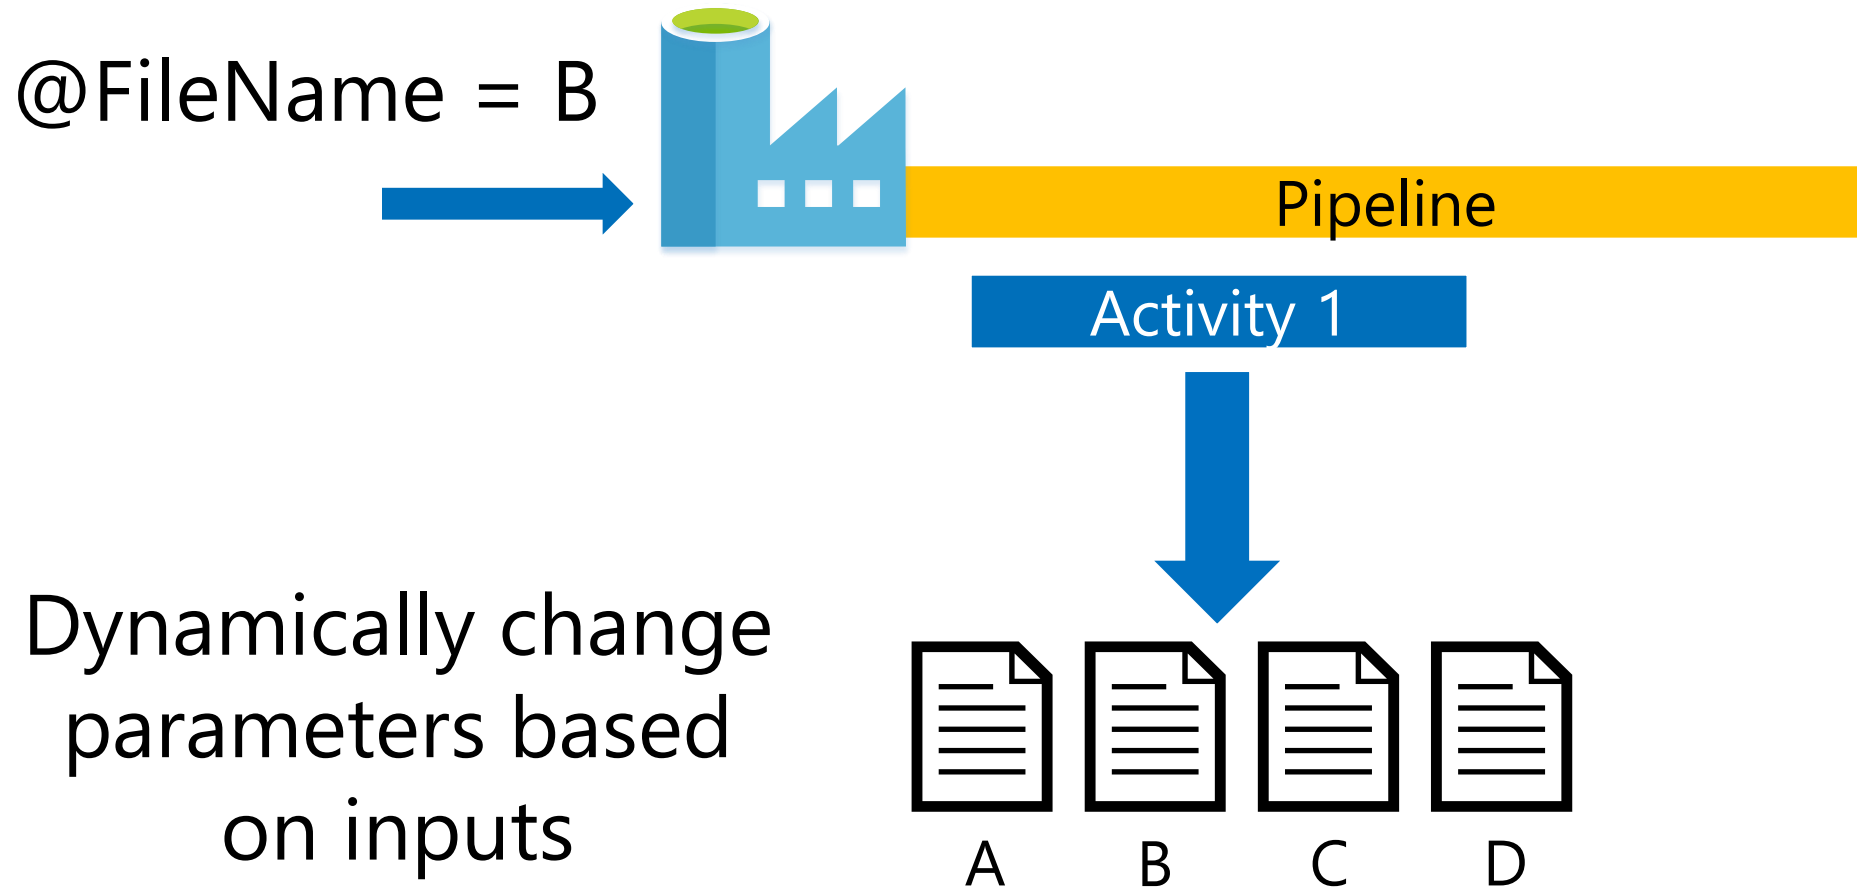 @FileName = B
Pipeline
Activity 1
Dynamically change
parameters based
on inputs
A
B
C
D